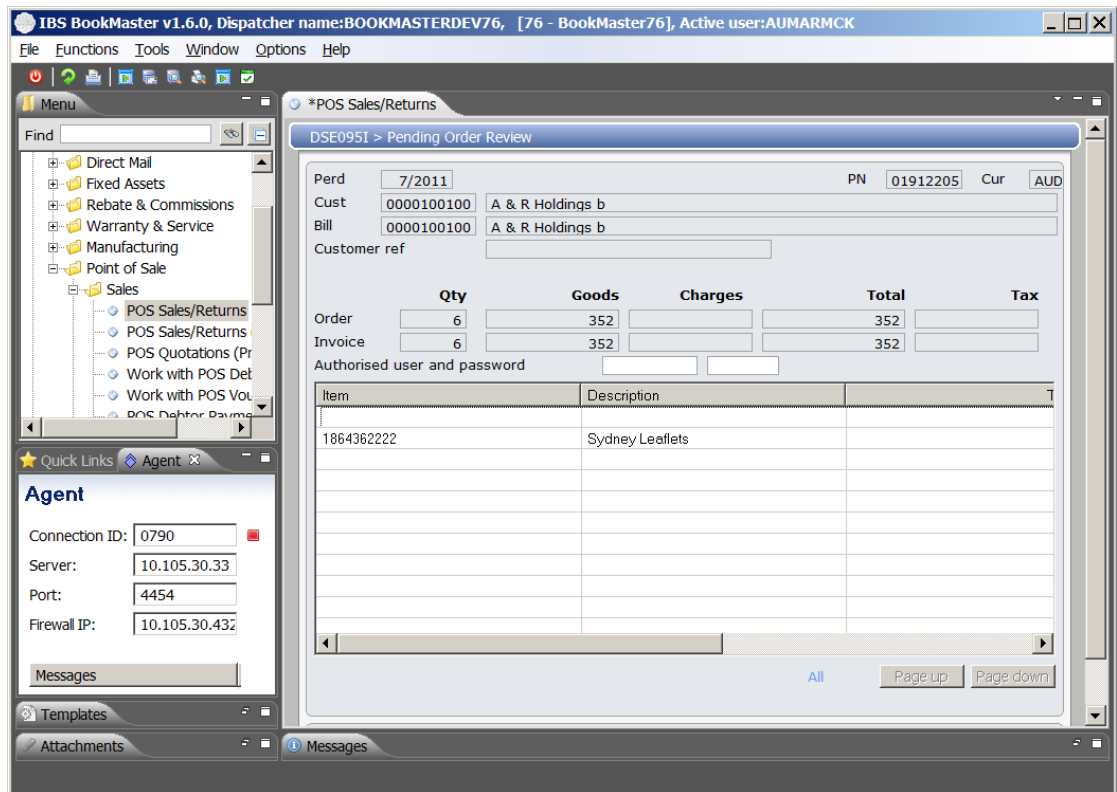 IBS BookMaster v1.6.0, Dispatcher name:BOOKMASTERDEV76, [76 - BookMaster76], Active user:AUMARMCK
File Functions Tools Window Options Help
Menu
Find
Direct Mail
Fixed Assets
Rebate & Commissions
Warranty & Service
Manufacturing
Point of Sale
Sales
POS Sales/Returns
POS Sales/Returns (
POS Quotations (Pr
Work with POS Deb
Work with POS Vou
POS Debtor Payme
Quick Links Agent
Agent
Connection ID: 0790
Server: 10.105.30.33
Port: 4454
Firewall IP: 10.105.30.432
Messages
Templates
Attachments
*POS Sales/Returns
DSE095I > Pending Order Review
Perd 7/2011 PN 01912205 Cur AUD
Cust 0000100100 A & R Holdings b
Bill 0000100100 A & R Holdings b
Customer ref
Qty Goods Charges Total Tax
Order 6 352 352
Invoice 6 352 352
Authorised user and password
Item Description T
1864362222 Sydney Leaflets
All Page up Page down
Messages